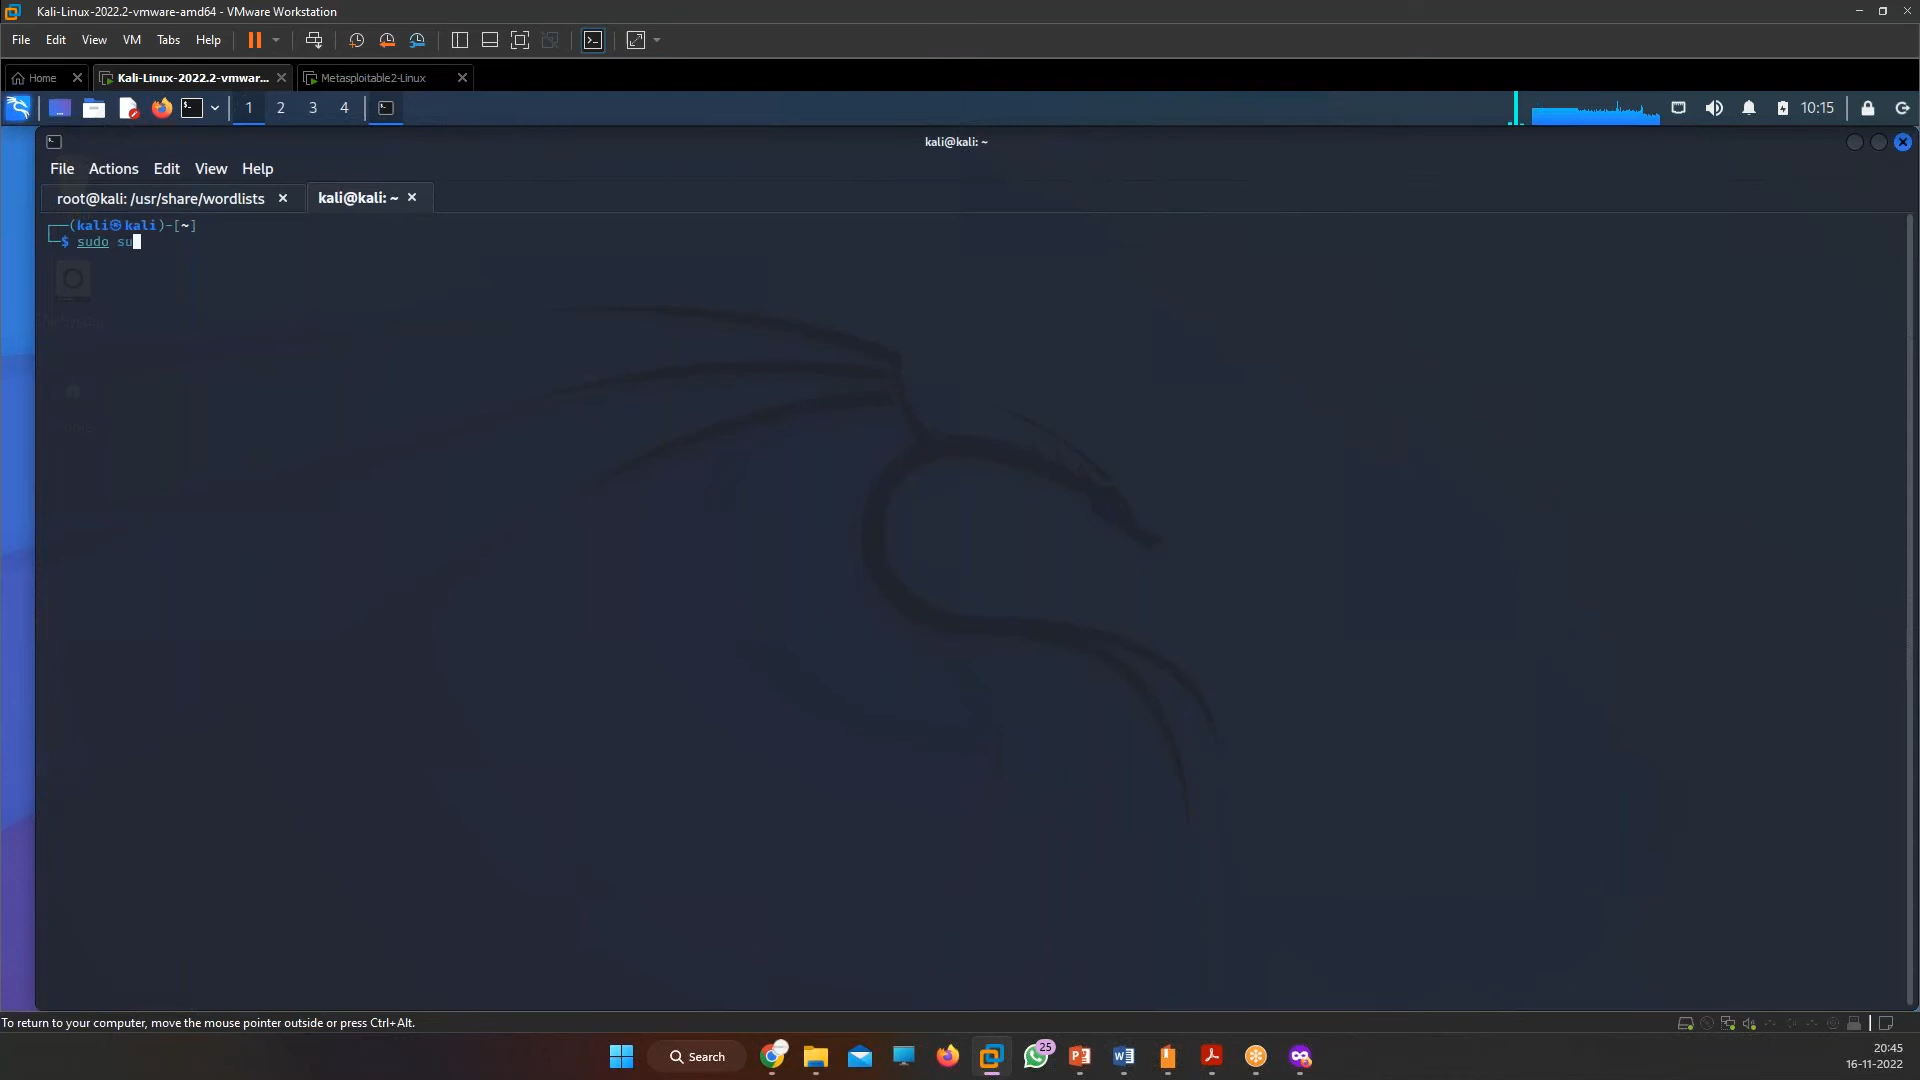 Kali-Linux-2022.2-vmware-amd64 - VMware Workstation
File Edit View VM Tabs Help
Home Kali-Linux-2022.2-vmwar... Metasploitable2-Linux
1 2 3 4 10:15
kali@kali: ~
File Actions Edit View Help
root@kali: /usr/share/wordlists kali@kali: ~
┌──(kali㉿kali)-[~]
└─$ sudo su
To return to your computer, move the mouse pointer outside or press Ctrl+Alt.
Search 25
20:45
16-11-2022